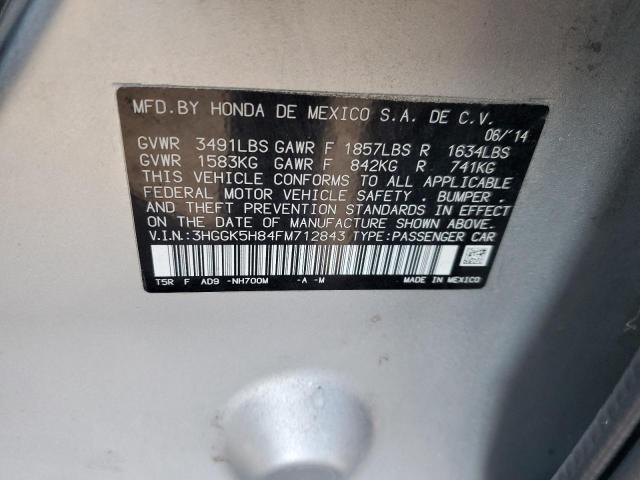 MFD.BY HONDA DE MEXICO S.A. DE C.V.
06/'14
GVWR 3491LBS GAWR F 1857LBS R 1634LBS
GVWR 1583KG GAWR F 842KG R 741KG
THIS VEHICLE CONFORMS TO ALL APPLICABLE
FEDERAL MOTOR VEHICLE SAFETY . BUMPER .
AND THEFT PREVENTION STANDARDS IN EFFECT
ON THE DATE OF MANUFACTURE SHOWN ABOVE.
V.I.N.:3HGGK5H84FM712843 TYPE:PASSENGER CAR
T5R F AD9 -NH700M -A -M MADE IN MEXICO